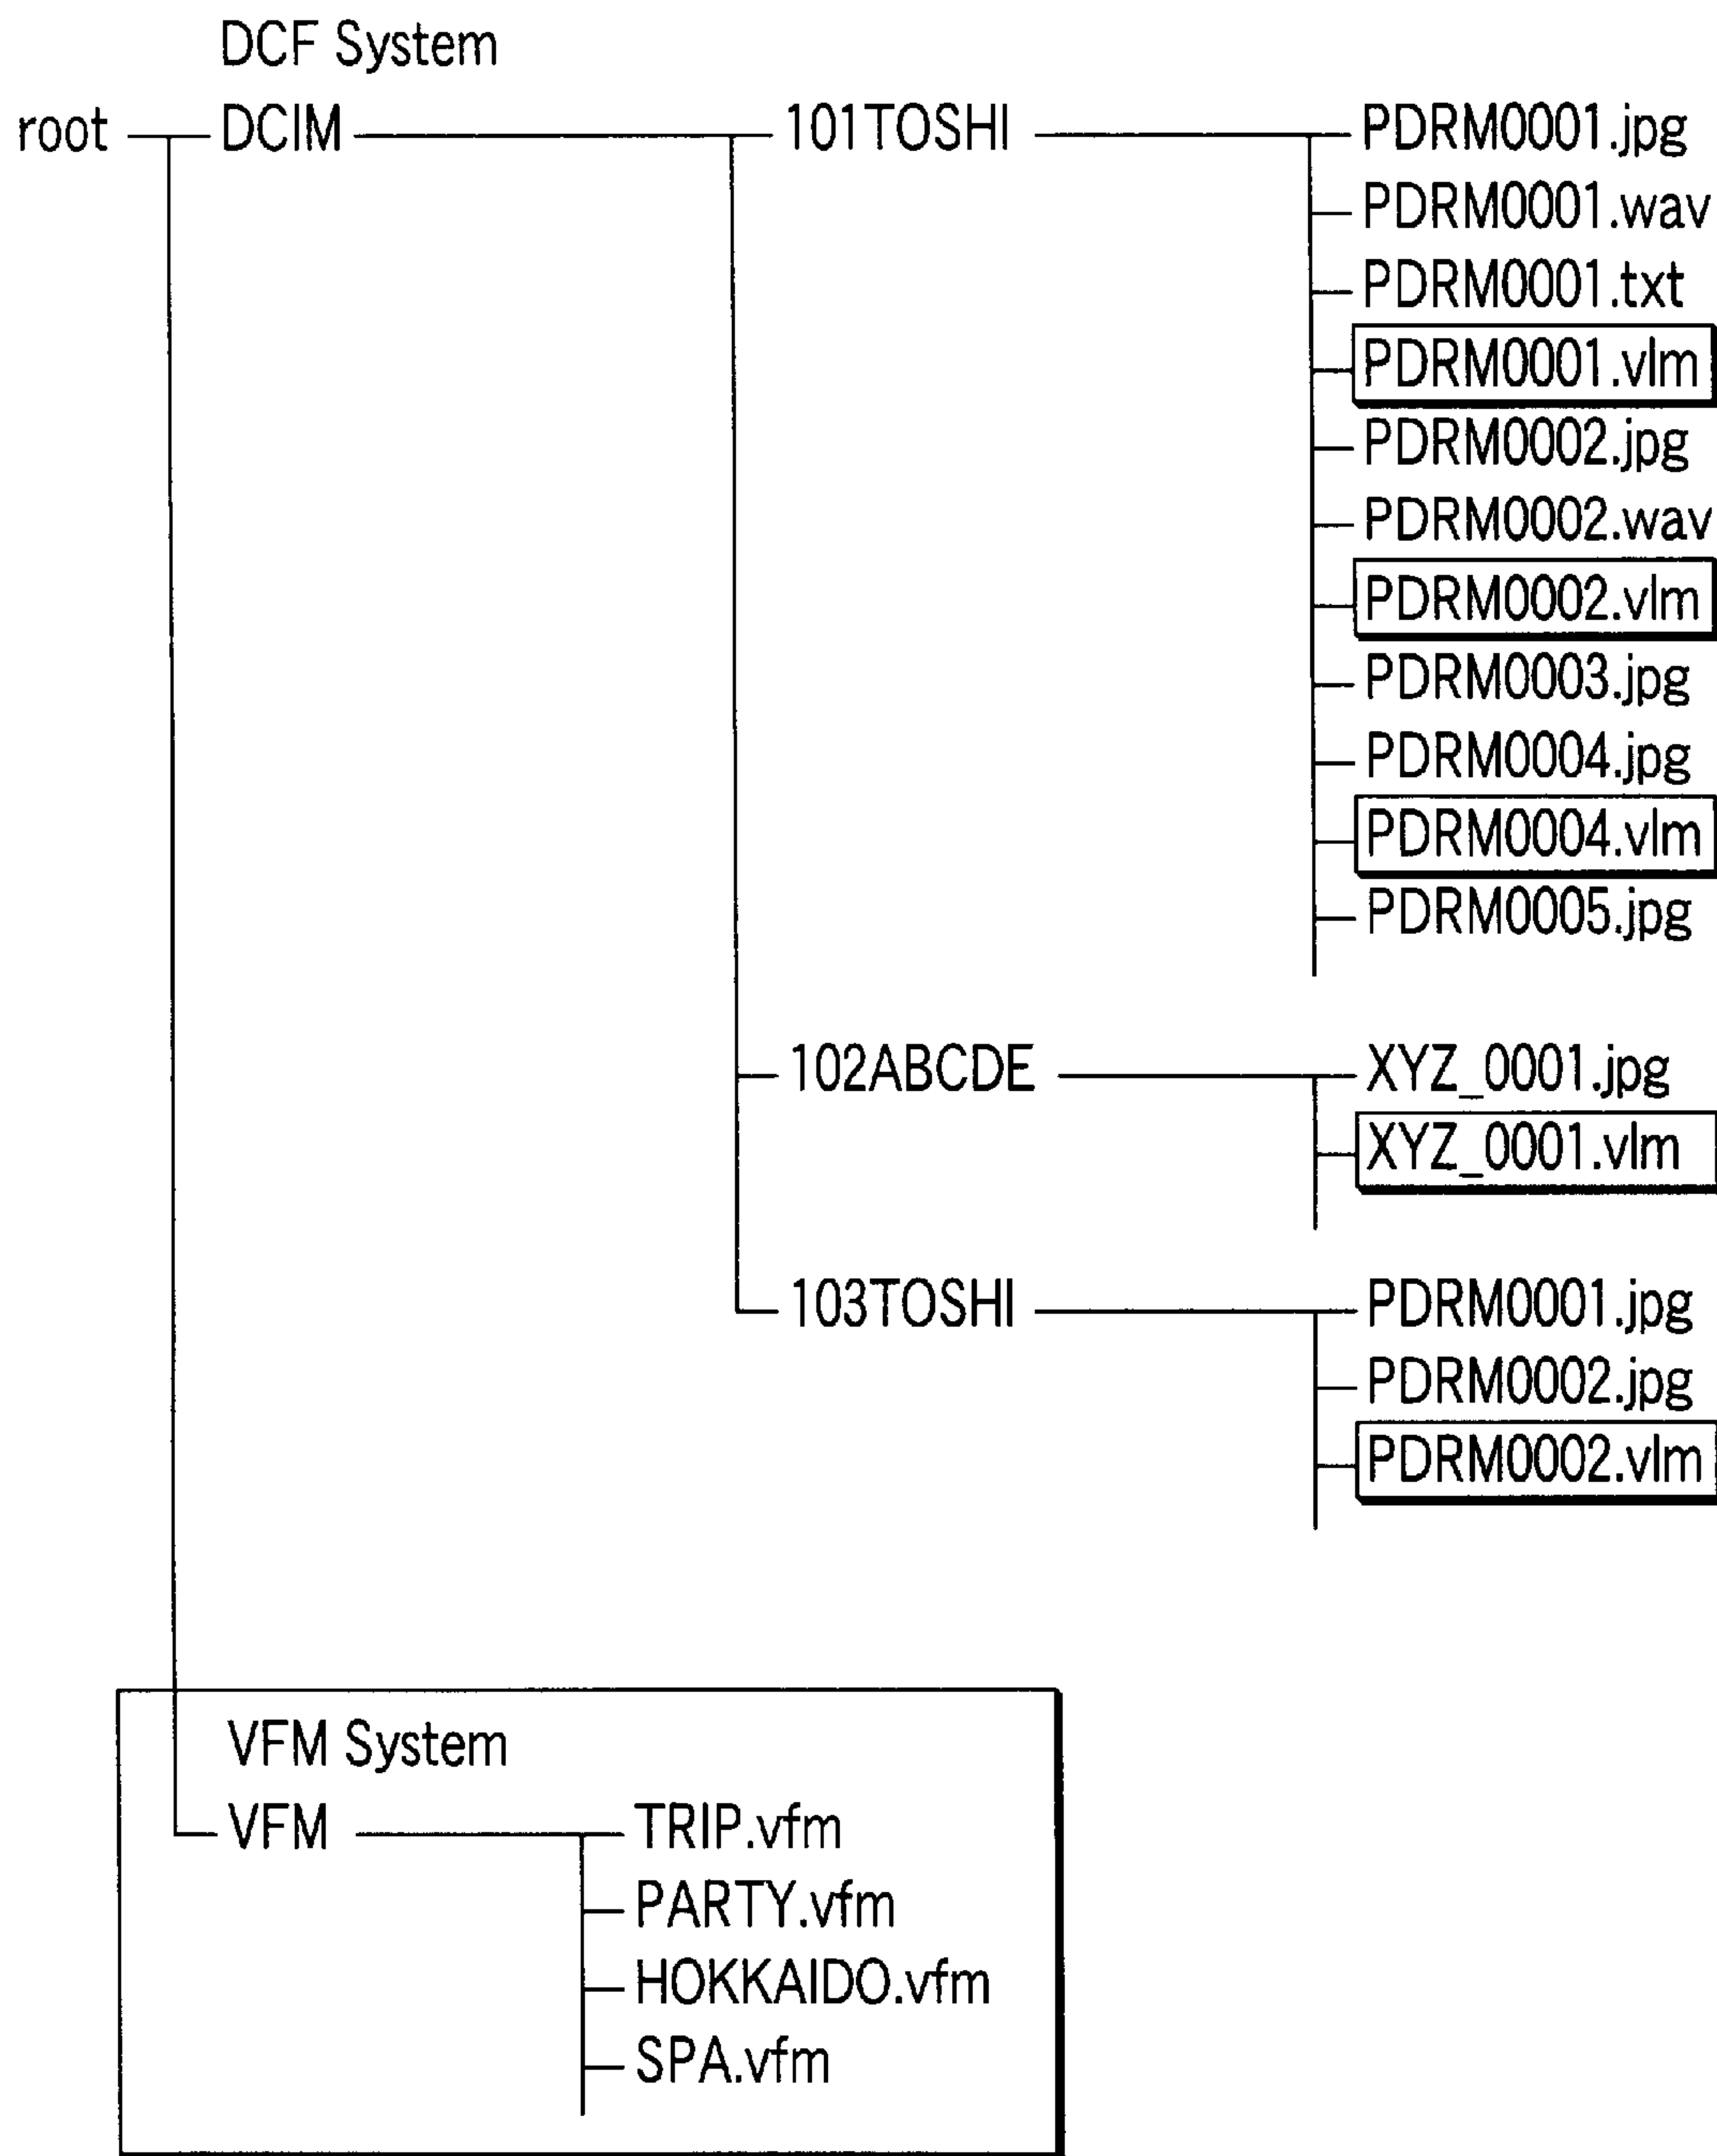 DCF System
root DCIM 101TOSHI PDRM0001.jpg
PDRM0001.wav
PDRM0001.txt
PDRM0001.vlm
PDRM0002.jpg
PDRM0002.wav
PDRM0002.vlm
PDRM0003.jpg
PDRM0004.jpg
PDRM0004.vlm
PDRM0005.jpg
102ABCDE XYZ_0001.jpg
XYZ_0001.vlm
103TOSHI PDRM0001.jpg
PDRM0002.jpg
PDRM0002.vlm
VFM System
VFM TRIP.vfm
PARTY.vfm
HOKKAIDO.vfm
SPA.vfm